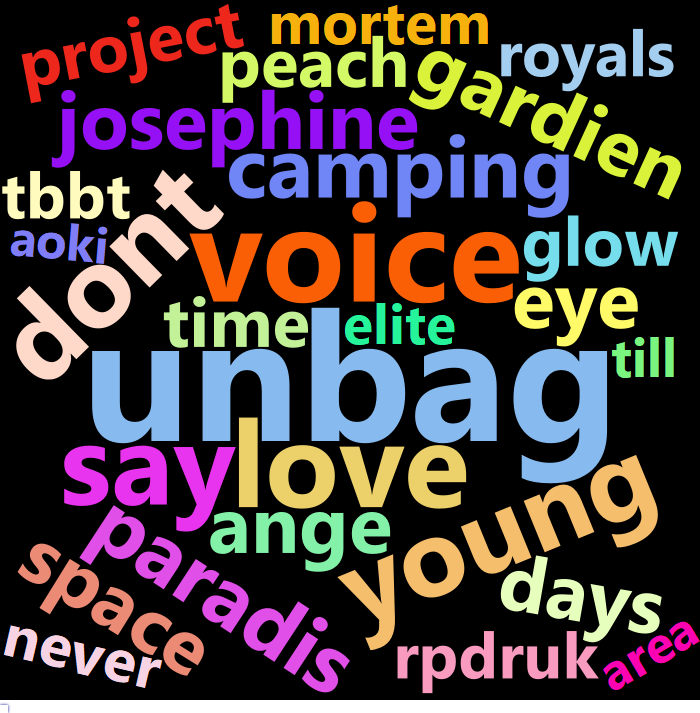 project
mortem
peach
royals
gardien
josephine
camping
tbbt
aoki
dont
voice
glow
eye
time
elite
till
unbag
say
love
ange
young
paradis
space
days
never
rpdruk
area